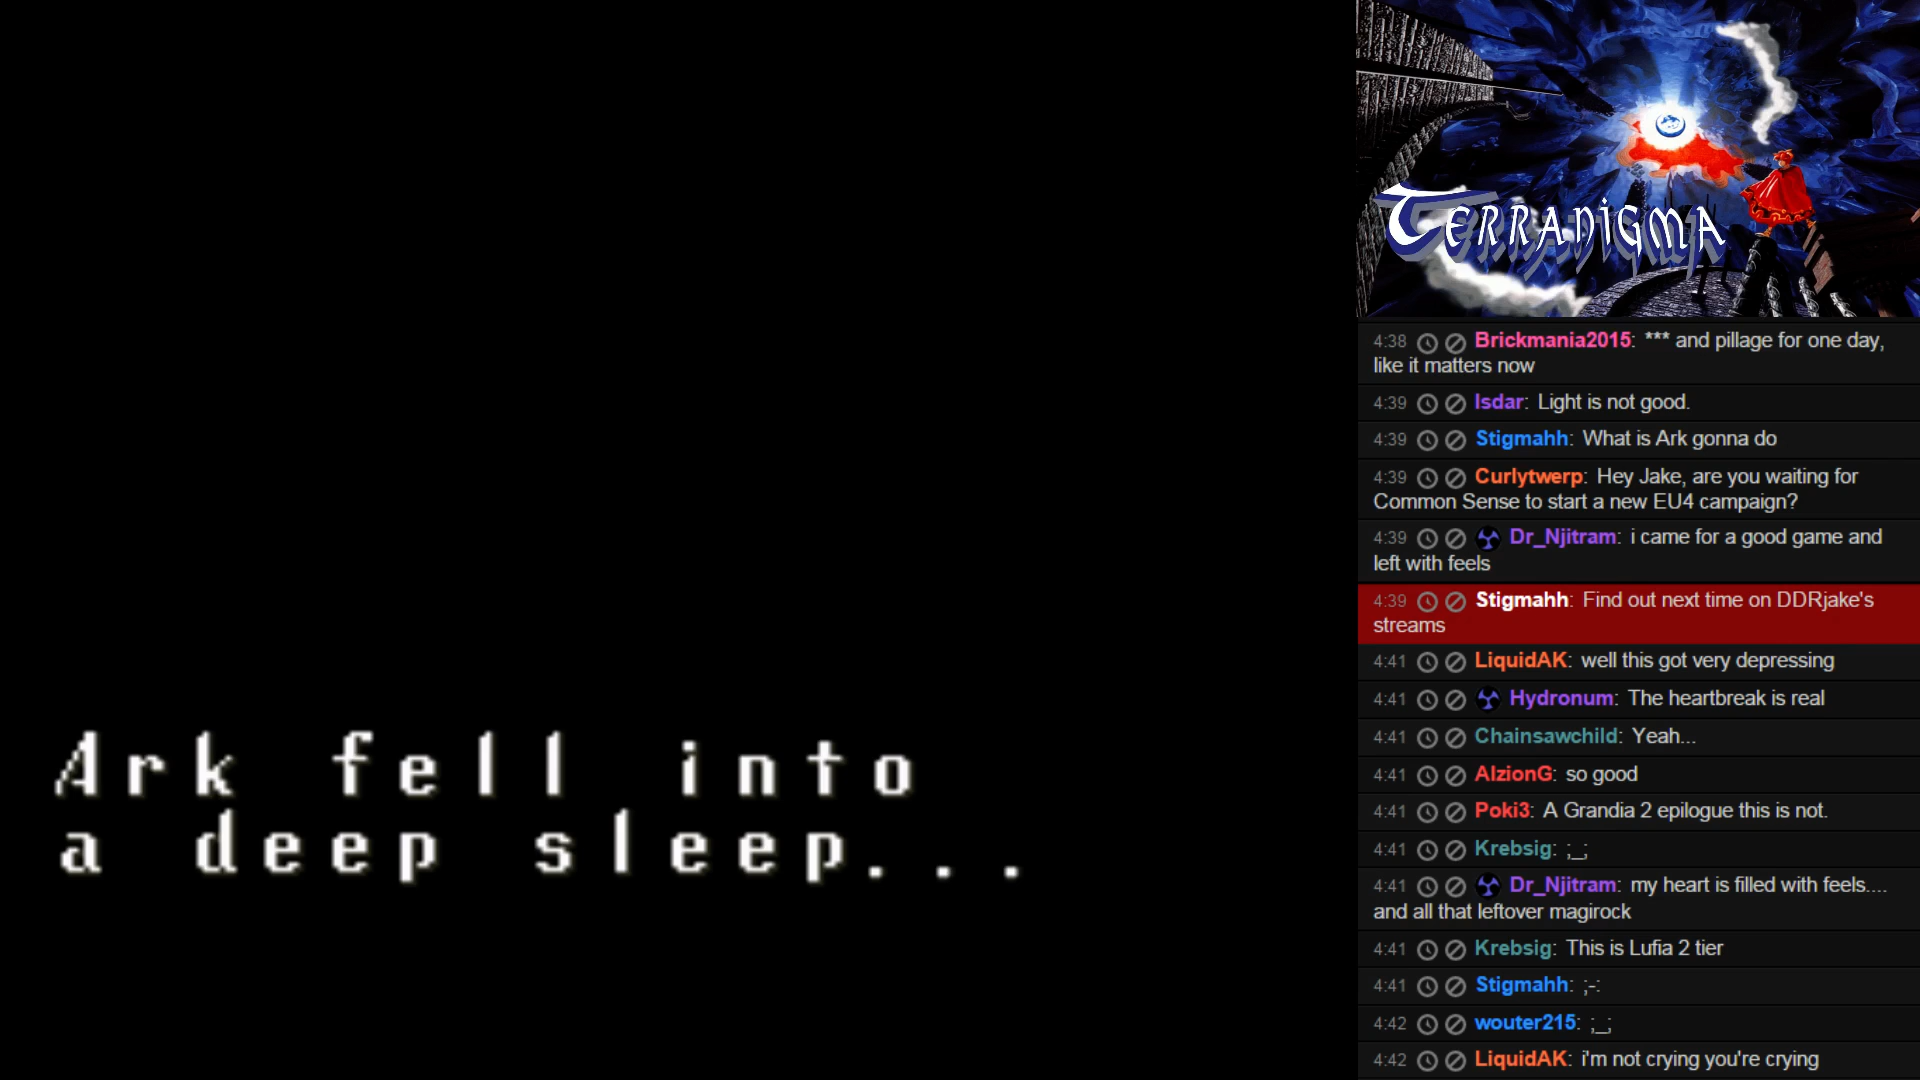 Ark fell into
a deep sleep...
TERRANIGMA
4:38 Brickmania2015: *** and pillage for one day,
like it matters now
4:39 Isdar: Light is not good.
4:39 Stigmahh: What is Ark gonna do
4:39 Curlytwerp: Hey Jake, are you waiting for
Common Sense to start a new EU4 campaign?
4:39 Dr_Njitram: i came for a good game and
left with feels
4:39 Stigmahh: Find out next time on DDRjake's
streams
4:41 LiquidAK: well this got very depressing
4:41 Hydronum: The heartbreak is real
4:41 Chainsawchild: Yeah...
4:41 AlzionG: so good
4:41 Poki3: A Grandia 2 epilogue this is not.
4:41 Krebsig: ;_;
4:41 Dr_Njitram: my heart is filled with feels....
and all that leftover magirock
4:41 Krebsig: This is Lufia 2 tier
4:41 Stigmahh: ;-:
4:42 wouter215: ;_;
4:42 LiquidAK: i'm not crying you're crying